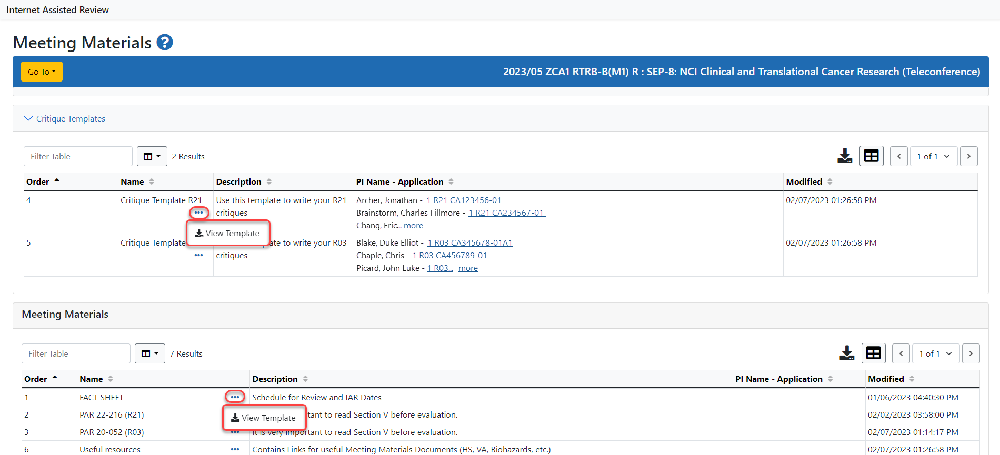 Internet Assisted Review
Meeting Materials ?
Go To
2023/05 ZCA1 RTRB-B(M1) R : SEP-8: NCI Clinical and Translational Cancer Research (Teleconference)
Critique Templates
Filter Table
2 Results
1 of 1
Order Name Description PI Name - Application Modified
4 Critique Template R21 Use this template to write your R21 Archer, Jonathan - 1 R21 CA123456-01 02/07/2023 01:26:58 PM
critiques Brainstorm, Charles Fillmore - 1 R21 CA234567-01
Chang, Eric... more
View Template
5 Critique Template ate to write your R03 Blake, Duke Elliot - 1 R03 CA345678-01A1 02/07/2023 01:26:58 PM
critiques Chaple, Chris 1 R03 CA456789-01
Picard, John Luke - 1 R03... more
Meeting Materials
Filter Table
7 Results
1 of 1
Order Name Description PI Name - Application Modified
1 FACT SHEET Schedule for Review and IAR Dates 01/06/2023 04:40:30 PM
2 PAR 22-216 (R21) tant to read Section V before evaluation. 02/02/2023 03:58:00 PM
View Template
3 PAR 20-052 (R03) It is very important to read Section V before evaluation. 02/07/2023 01:14:17 PM
6 Useful resources Contains Links for useful Meeting Materials Documents (HS, VA, Biohazards, etc.) 02/07/2023 01:26:58 PM